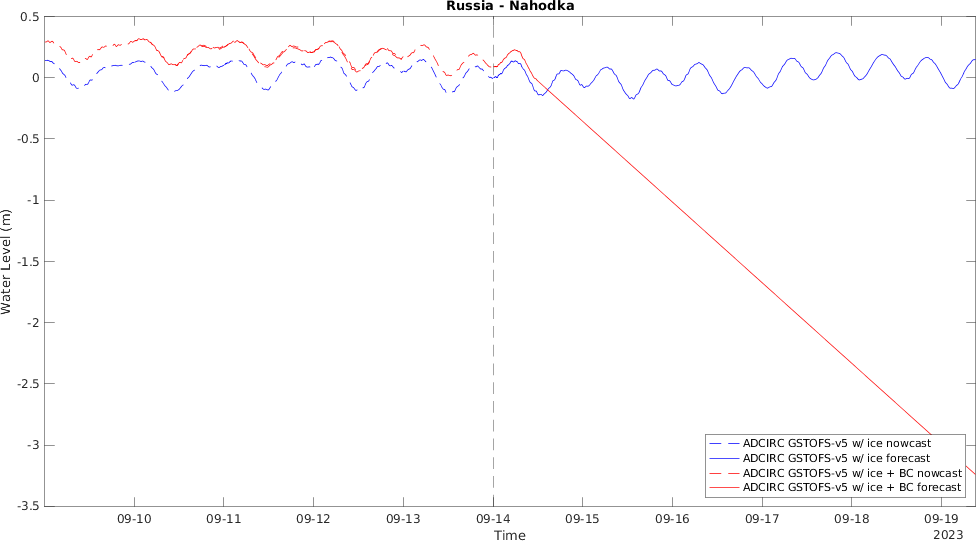 Russia - Nahodka
0.5
0
-0.5
-1
-1.5
-2
-2.5
-3
-3.5
Water Level (m)
ADCIRC GSTOFS-v5 w/ ice nowcast
ADCIRC GSTOFS-v5 w/ ice forecast
ADCIRC GSTOFS-v5 w/ ice + BC nowcast
ADCIRC GSTOFS-v5 w/ ice + BC forecast
09-10 09-11 09-12 09-13 09-14 09-15 09-16 09-17 09-18 09-19
Time
2023